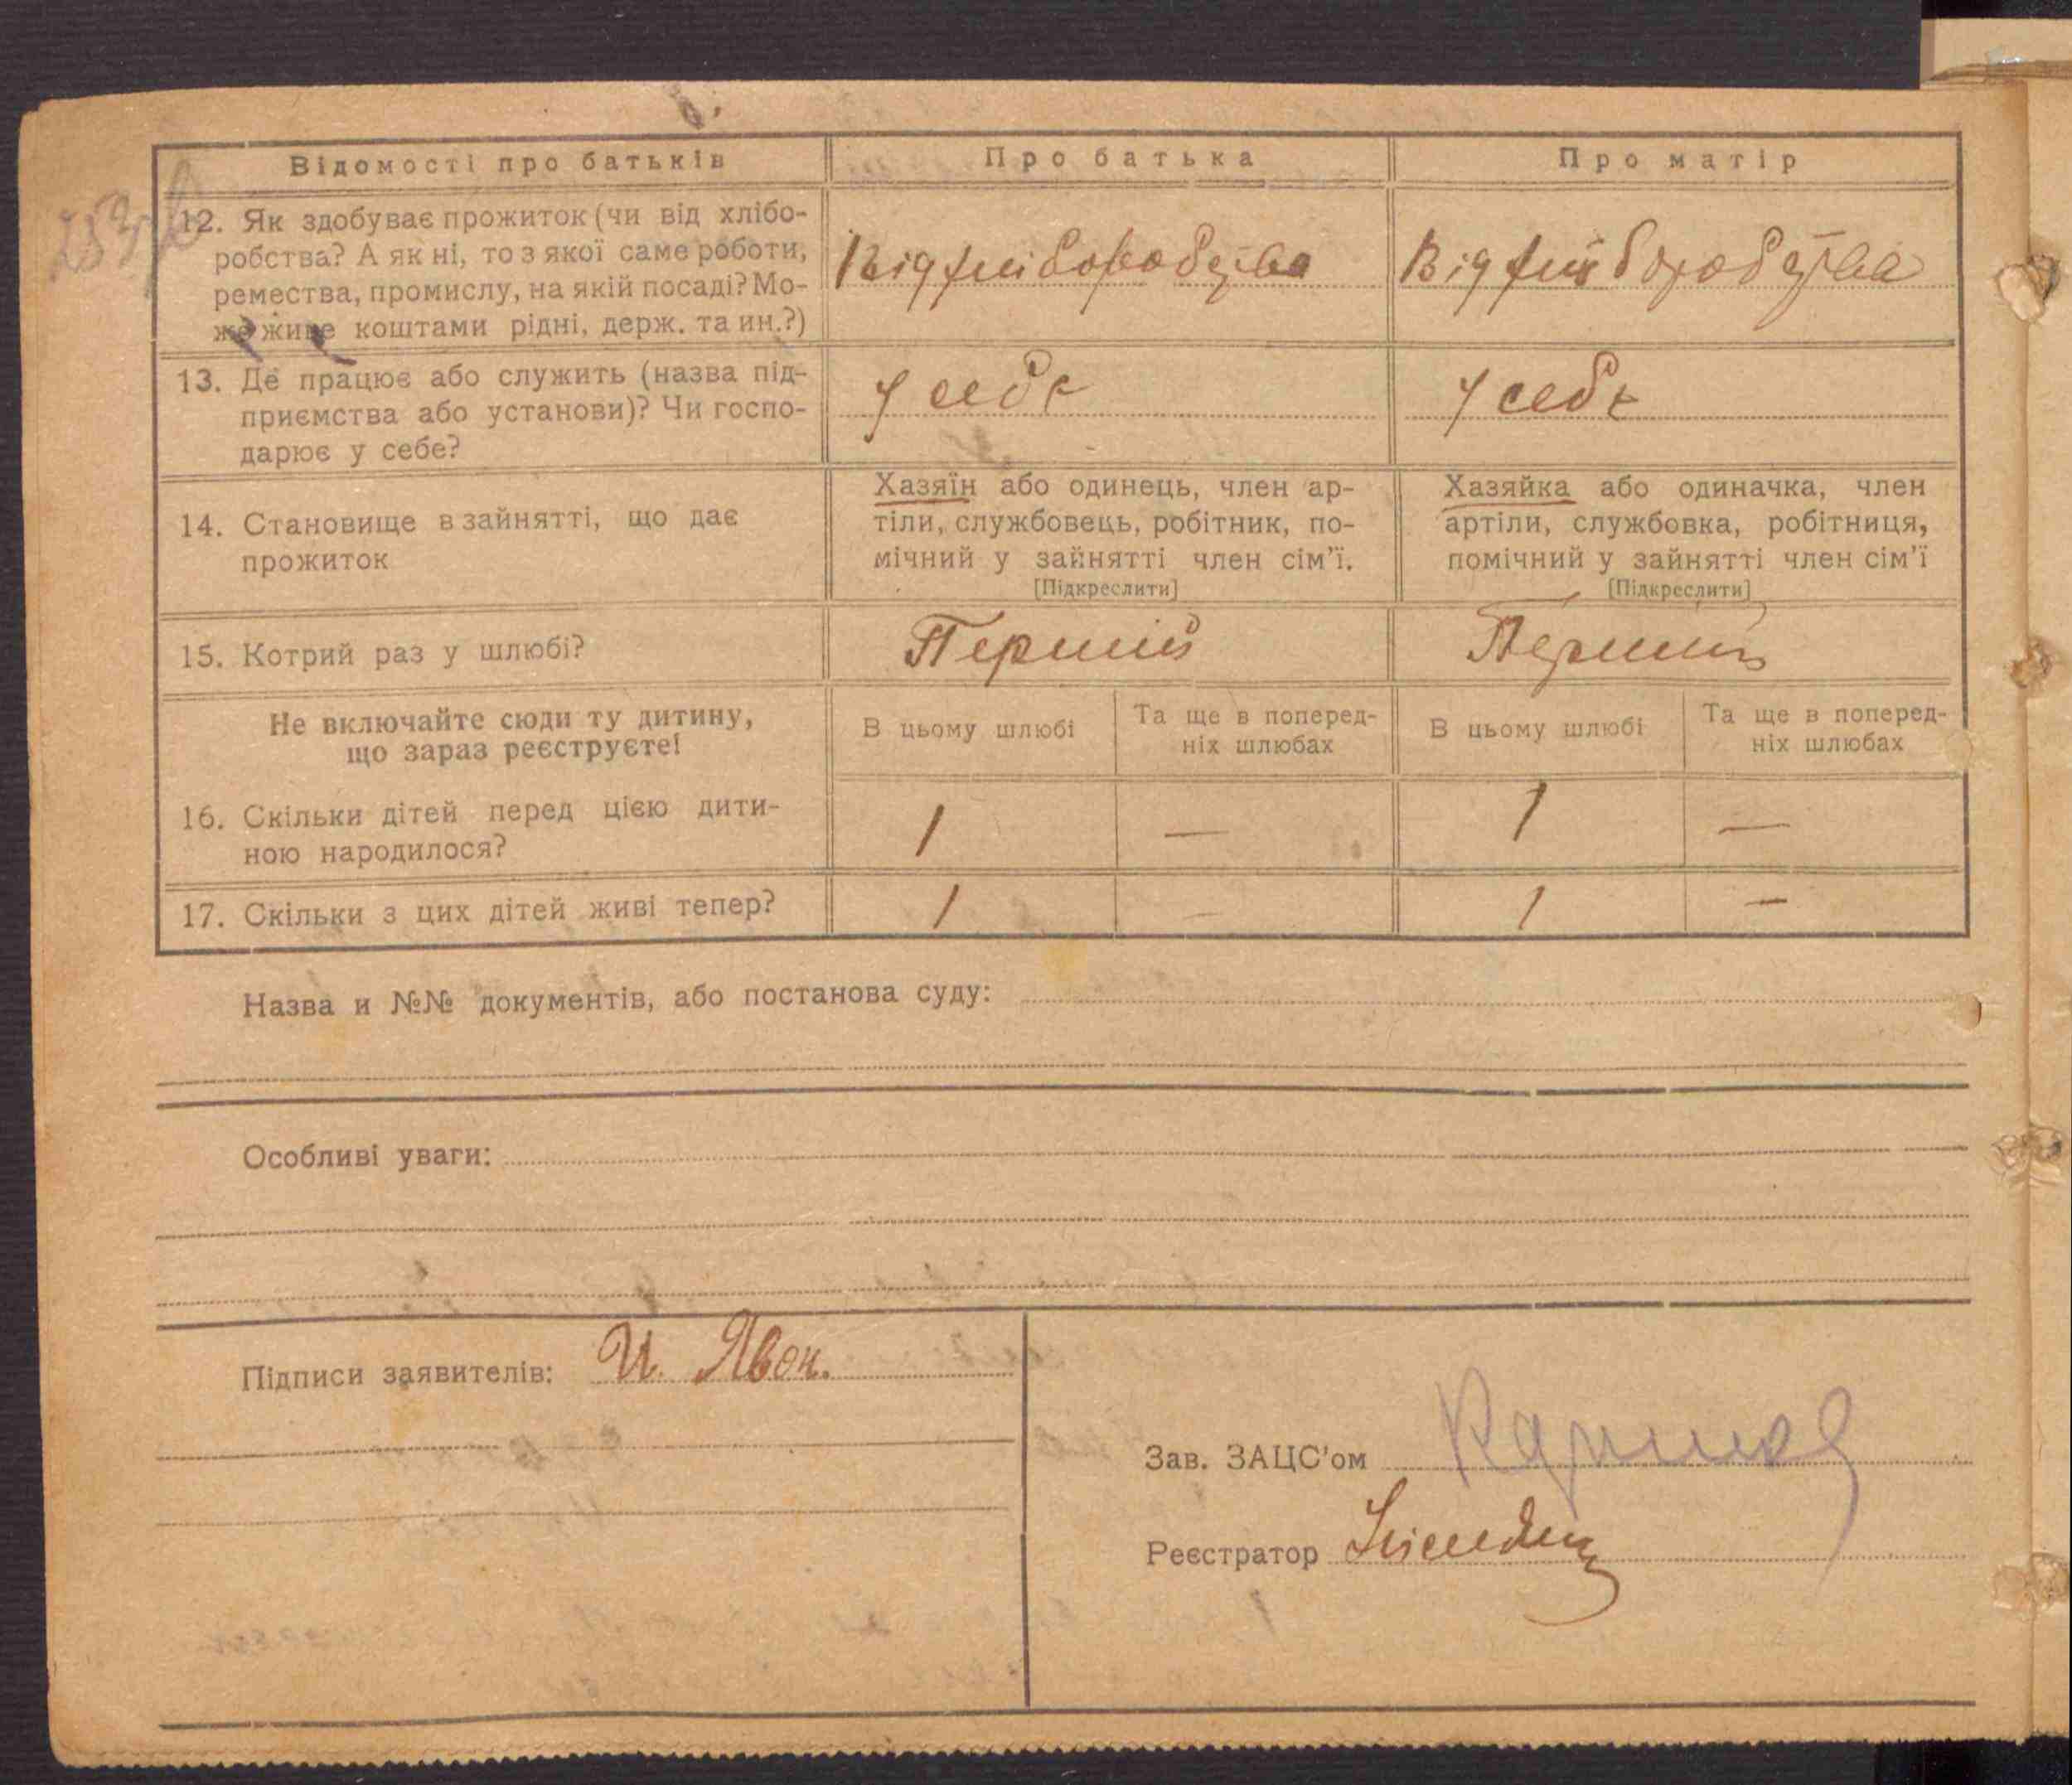 Відомості про батьків
Про батька
Про матір
12. Як здобуває прожиток (чи від хлібо-
робства? А як ні, то з якої саме роботи,
ремества, промислу, на якій посаді? Мо-
же живе коштами рідні, держ. та ин.?)
Від хліборобства
Від хліборобства
13. Де працює або служить (назва під-
приємства або установи)? Чи госпо-
дарює у себе?
У себе
У себе
14. Становище в зайнятті, що дає
прожиток
Хазяїн або одинець, член ар-
тіли, службовець, робітник, по-
мічний у зайнятті член сім'ї.
[Підкреслити]
Хазяйка або одиначка, член
артіли, службовка, робітниця,
помічний у зайнятті член сім'ї
[Підкреслити]
15. Котрий раз у шлюбі?
Перший
Перший
Не включайте сюди ту дитину,
що зараз реєструєте!
В цьому шлюбі
Та ще в поперед-
ніх шлюбах
В цьому шлюбі
Та ще в поперед-
ніх шлюбах
16. Скільки дітей перед цією дити-
ною народилося?
1 — 1 —
17. Скільки з цих дітей живі тепер?
1 — 1 —
Назва и №№ документів, або постанова суду:
Особливі уваги:
Підписи заявителів: И. Явон.
Зав. ЗАЦС'ом
Реєстратор